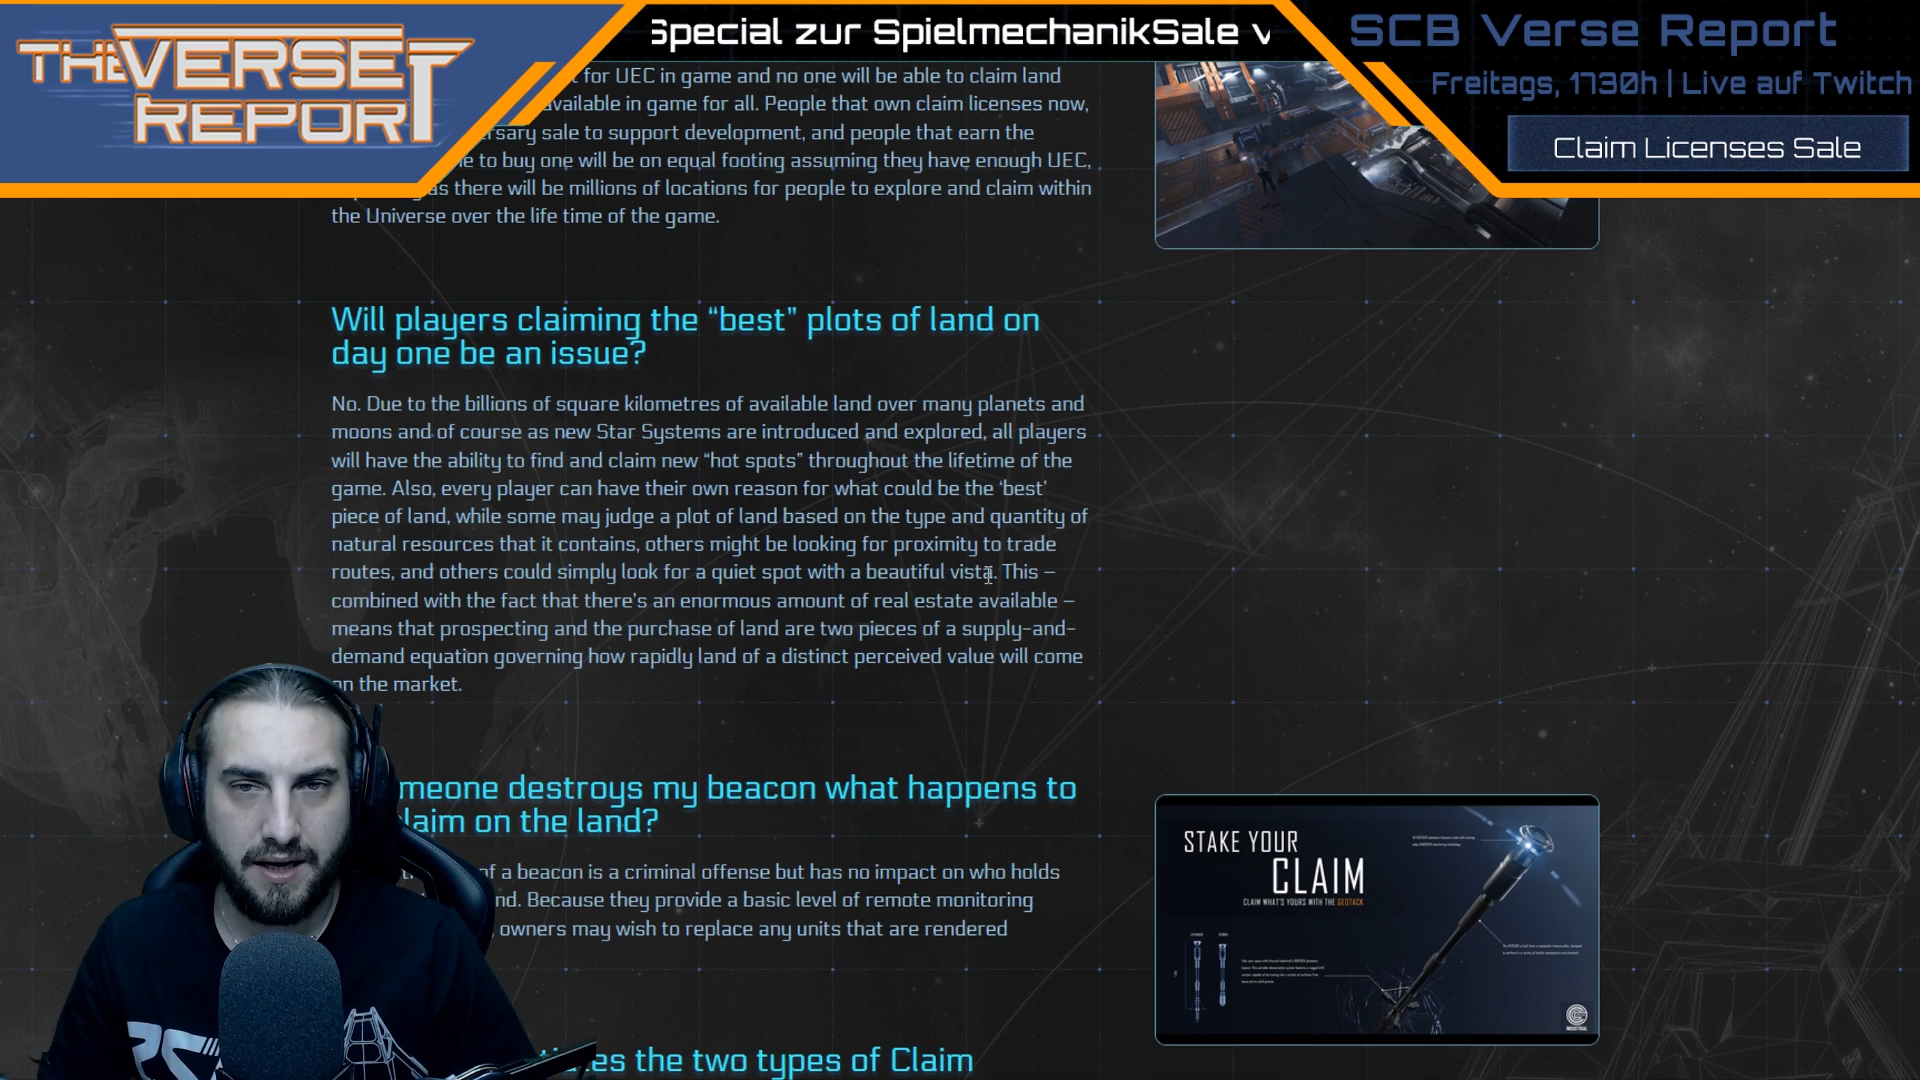 THE VERSE
REPORT
Special zur SpielmechanikSale v
SCB Verse Report
Freitags, 1730h | Live auf Twitch
Claim Licenses Sale
for UEC in game and no one will be able to claim land
available in game for all. People that own claim licenses now,
sale to support development, and people that earn the
to buy one will be on equal footing assuming they have enough UEC,
as there will be millions of locations for people to explore and claim within
the Universe over the life time of the game.
Will players claiming the “best” plots of land on
day one be an issue?
No. Due to the billions of square kilometres of available land over many planets and
moons and of course as new Star Systems are introduced and explored, all players
will have the ability to find and claim new “hot spots” throughout the lifetime of the
game. Also, every player can have their own reason for what could be the ‘best’
piece of land, while some may judge a plot of land based on the type and quantity of
natural resources that it contains, others might be looking for proximity to trade
routes, and others could simply look for a quiet spot with a beautiful vista. This –
combined with the fact that there’s an enormous amount of real estate available –
means that prospecting and the purchase of land are two pieces of a supply-and-
demand equation governing how rapidly land of a distinct perceived value will come
on the market.
meone destroys my beacon what happens to
laim on the land?
of a beacon is a criminal offense but has no impact on who holds
nd. Because they provide a basic level of remote monitoring
, owners may wish to replace any units that are rendered
es the two types of Claim
STAKE YOUR
CLAIM
CLAIM WHAT'S YOURS WITH THE GEOTACK